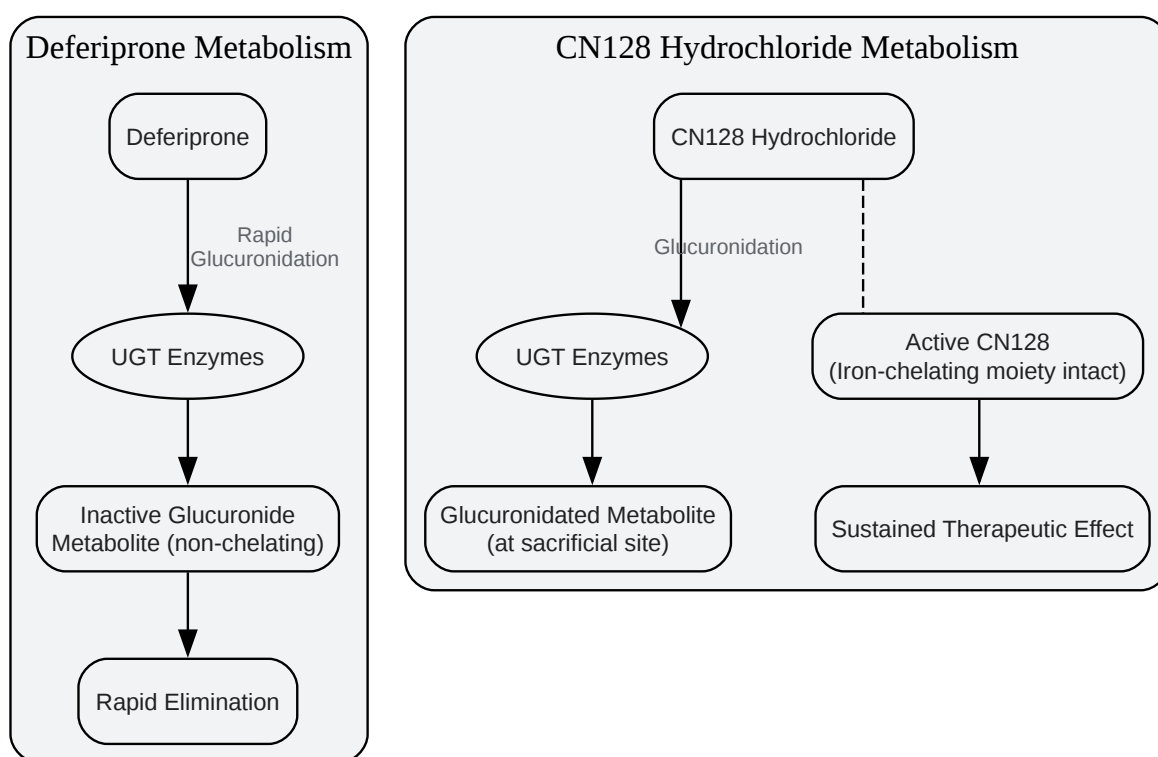 Deferiprone Metabolism
Deferiprone
Rapid
Glucuronidation
UGT Enzymes
Inactive Glucuronide
Metabolite (non-chelating)
Rapid Elimination
CN128 Hydrochloride Metabolism
CN128 Hydrochloride
Glucuronidation
UGT Enzymes
Glucuronidated Metabolite
(at sacrificial site)
Active CN128
(Iron-chelating moiety intact)
Sustained Therapeutic Effect